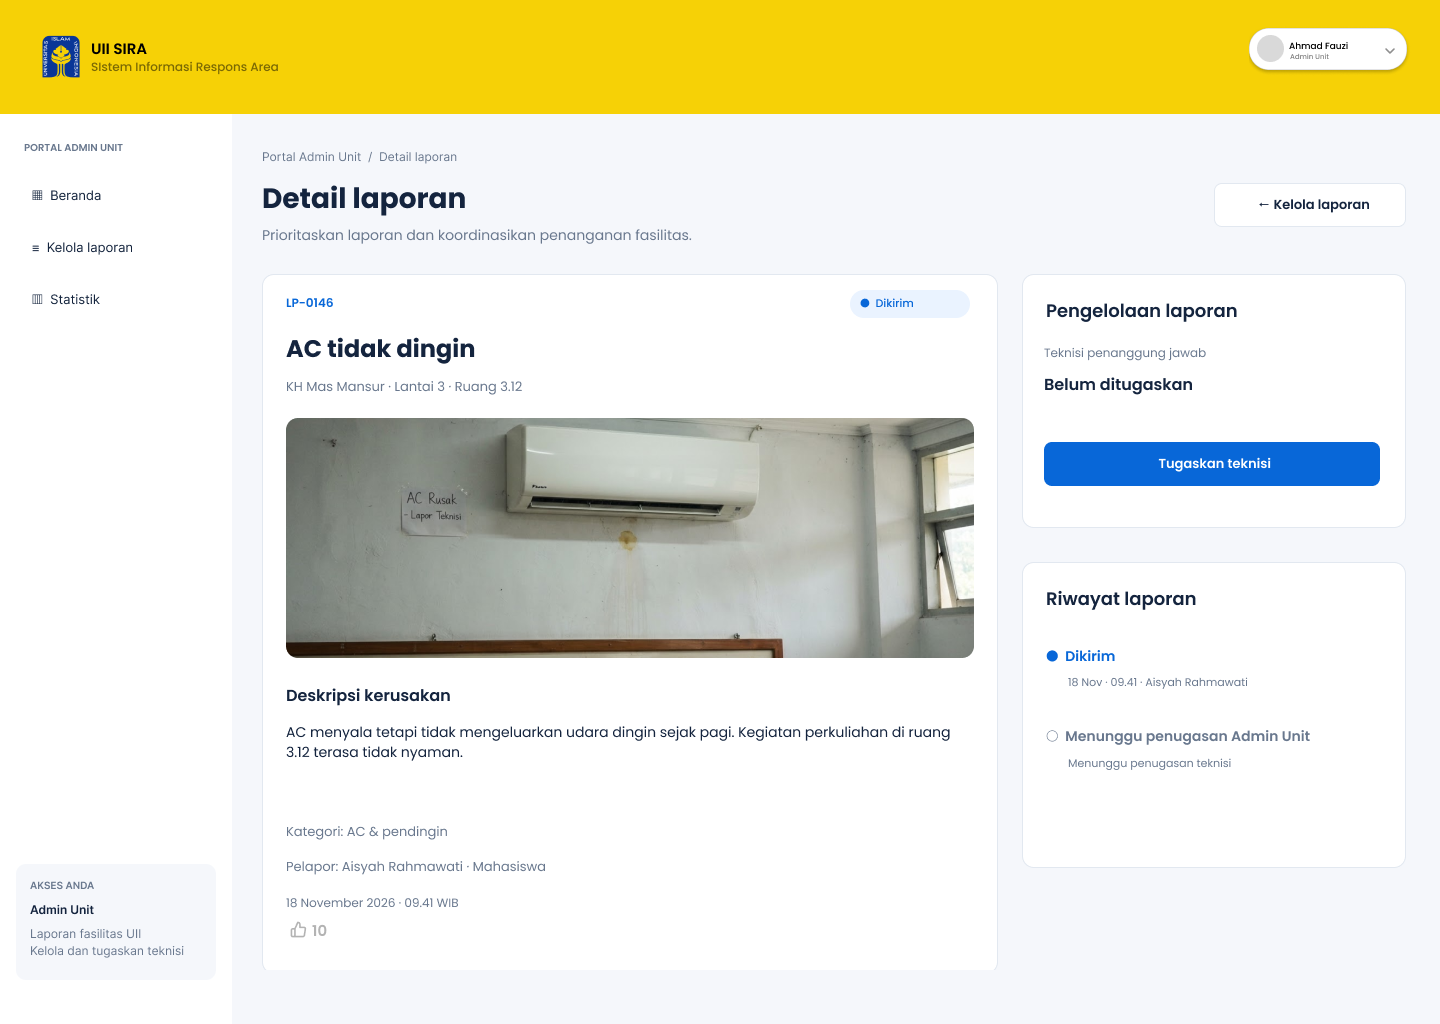 UNIVERSITAS ISLAM INDONESIA
UII SIRA
SIstem Informasi Respons Area
Ahmad Fauzi
Admin Unit
PORTAL ADMIN UNIT
▦ Beranda
≡ Kelola laporan
▥ Statistik
AKSES ANDA
Admin Unit
Laporan fasilitas UII
Kelola dan tugaskan teknisi
Portal Admin Unit / Detail laporan
Detail laporan
Prioritaskan laporan dan koordinasikan penanganan fasilitas.
← Kelola laporan
LP-0146
Dikirim
AC tidak dingin
KH Mas Mansur · Lantai 3 · Ruang 3.12
AC Rusak
- Lapor Teknisi
Deskripsi kerusakan
AC menyala tetapi tidak mengeluarkan udara dingin sejak pagi. Kegiatan perkuliahan di ruang
3.12 terasa tidak nyaman.
Kategori: AC & pendingin
Pelapor: Aisyah Rahmawati · Mahasiswa
18 November 2026 · 09.41 WIB
10
Pengelolaan laporan
Teknisi penanggung jawab
Belum ditugaskan
Tugaskan teknisi
Riwayat laporan
Dikirim
18 Nov · 09.41 · Aisyah Rahmawati
Menunggu penugasan Admin Unit
Menunggu penugasan teknisi